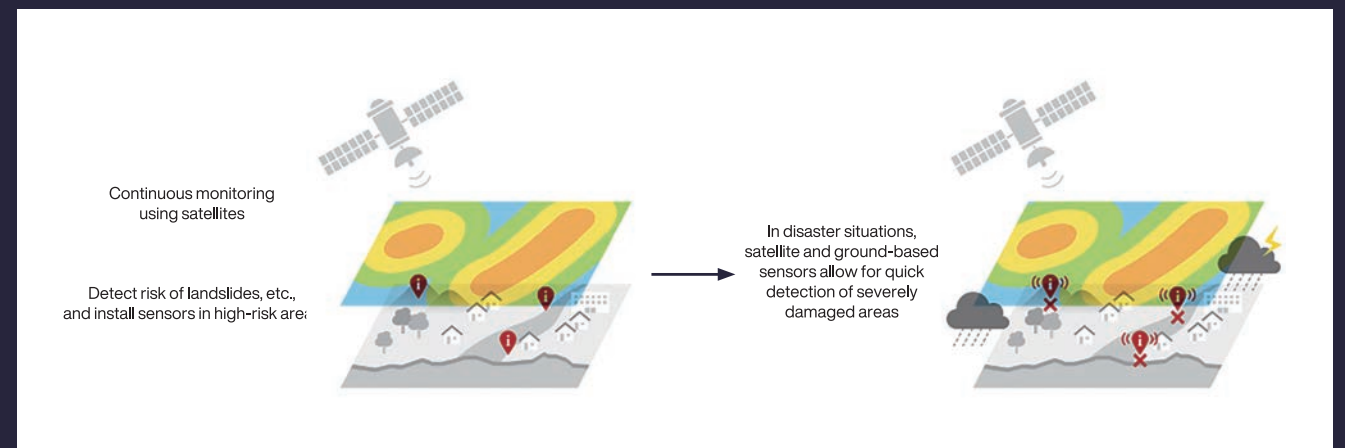 Continuous monitoring
using satellites
Detect risk of landslides, etc.,
and install sensors in high-risk area
In disaster situations,
satellite and ground-based
sensors allow for quick
detection of severely
damaged areas
i
i
i
i
i
i